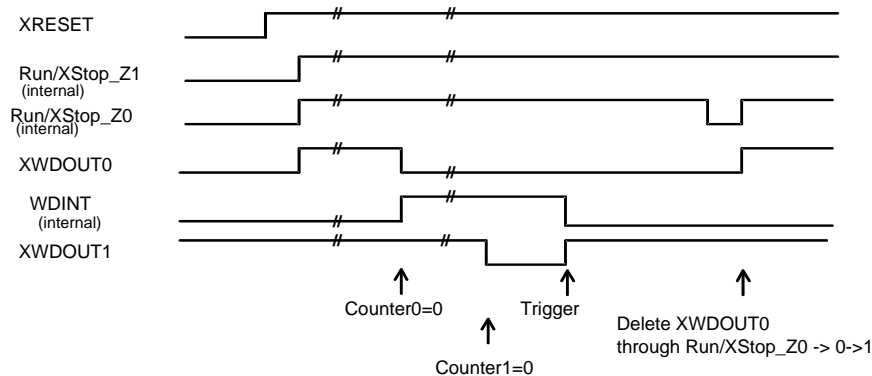 XRESET
Run/XStop_Z1
(internal)
Run/XStop_Z0
(internal)
XWDOUT0
WDINT
(internal)
XWDOUT1
Counter0=0
Trigger
Counter1=0
Delete XWDOUT0
through Run/XStop_Z0 -> 0->1